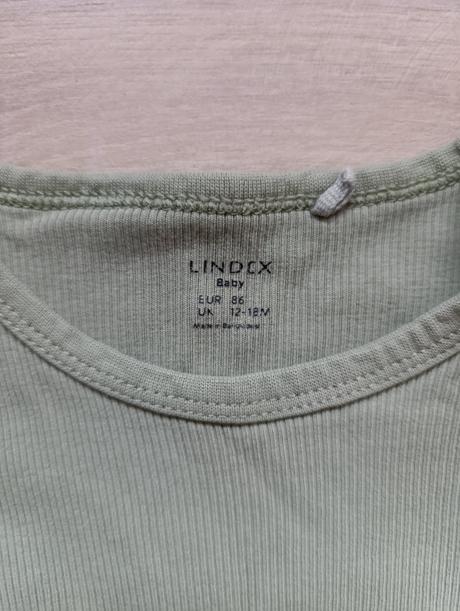 LINDEX
Baby
EUR 86
UK 12-18M
Made in Bangladesh